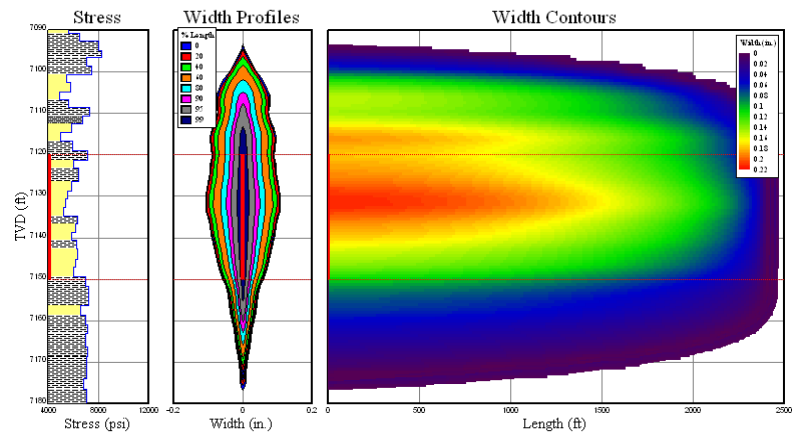 Stress
Width Profiles
Width Contours
7090
7100
7110
7120
7130
7140
7150
7160
7170
7180
TVD (ft)
4000 8000 12000
Stress (psi)
% Length
0
20
40
60
80
90
95
99
-0.2 0 0.2
Width (in.)
Width (in.)
0
0.02
0.04
0.06
0.08
0.1
0.12
0.14
0.16
0.18
0.2
0.22
0 500 1000 1500 2000 2500
Length (ft)